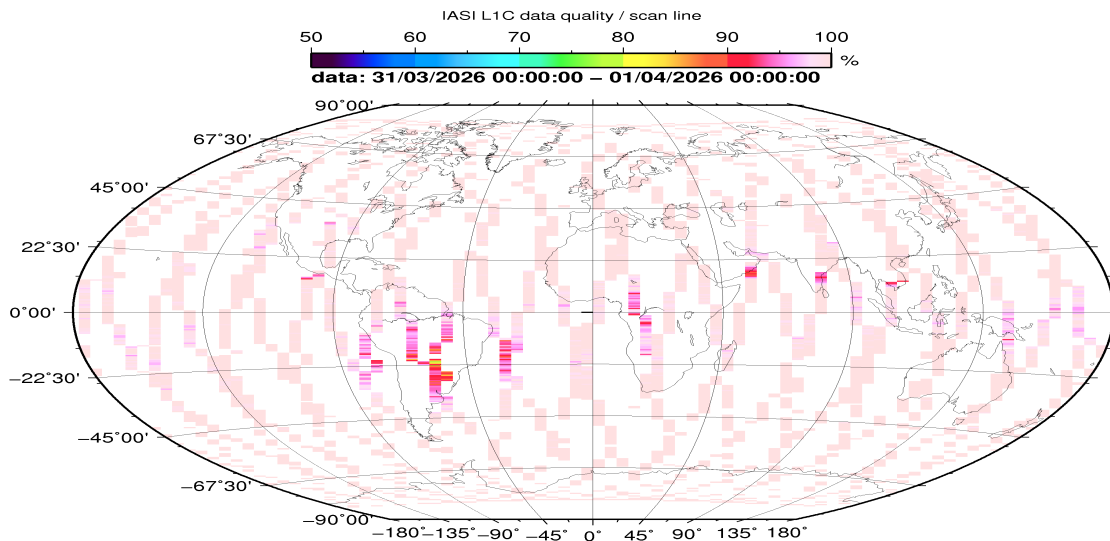 IASI L1C data quality / scan line
50 60 70 80 90 100
%
data: 31/03/2026 00:00:00 – 01/04/2026 00:00:00
90°00'
67°30'
45°00'
22°30'
0°00'
−22°30'
−45°00'
−67°30'
−90°00'
−180° −135° −90° −45° 0° 45° 90° 135° 180°